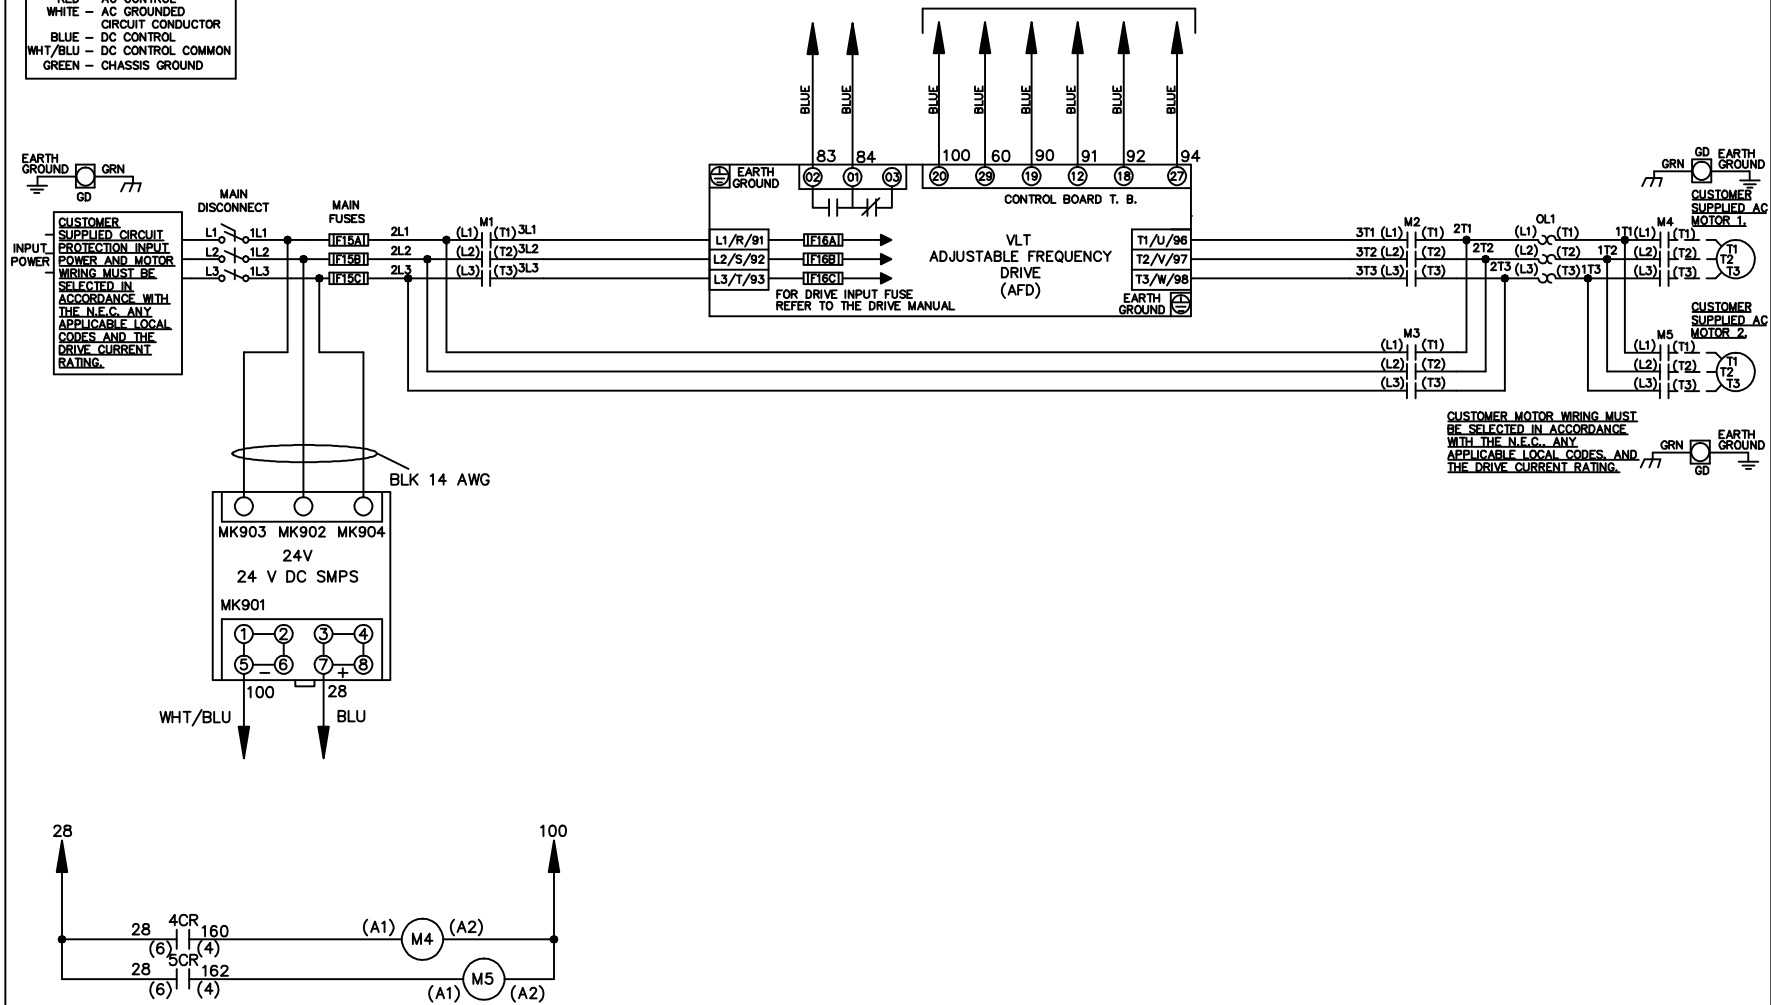 RED – AC CONTROL
WHITE – AC GROUNDED
CIRCUIT CONDUCTOR
BLUE – DC CONTROL
WHT/BLU – DC CONTROL COMMON
GREEN – CHASSIS GROUND
BLUE BLUE BLUE BLUE BLUE BLUE BLUE BLUE
83 84 100 60 90 91 92 94
EARTH GROUND
02 01 03 20 29 19 12 18 27
CONTROL BOARD T. B.
EARTH
GROUND
GRN
GD
MAIN
DISCONNECT
MAIN
FUSES
INPUT
POWER
CUSTOMER
SUPPLIED CIRCUIT
PROTECTION INPUT
POWER AND MOTOR
WIRING MUST BE
SELECTED IN
ACCORDANCE WITH
THE N.E.C. ANY
APPLICABLE LOCAL
CODES AND THE
DRIVE CURRENT
RATING.
M1
L1 1L1 F15A 2L1 (L1) (T1) 3L1
L2 1L2 F15B 2L2 (L2) (T2) 3L2
L3 1L3 F15C 2L3 (L3) (T3) 3L3
L1/R/91 F16A
L2/S/92 F16B
L3/T/93 F16C
FOR DRIVE INPUT FUSE
REFER TO THE DRIVE MANUAL
VLT
ADJUSTABLE FREQUENCY
DRIVE
(AFD)
T1/U/96
T2/V/97
T3/W/98
EARTH
GROUND
M2 OL1 M4
3T1 (L1) (T1) 2T1 (L1) (T1) 1T1 (L1) (T1) T1
3T2 (L2) (T2) 2T2 (L2) (T2) 1T2 (L2) (T2) T2
3T3 (L3) (T3) 2T3 (L3) (T3) 1T3 (L3) (T3) T3
GRN
GD
EARTH
GROUND
CUSTOMER
SUPPLIED AC
MOTOR 1.
CUSTOMER
SUPPLIED AC
MOTOR 2.
M3 M5
(L1) (T1) (L1) (T1) T1
(L2) (T2) (L2) (T2) T2
(L3) (T3) (L3) (T3) T3
CUSTOMER MOTOR WIRING MUST
BE SELECTED IN ACCORDANCE
WITH THE N.E.C., ANY
APPLICABLE LOCAL CODES, AND
THE DRIVE CURRENT RATING.
GRN
GD
EARTH
GROUND
BLK 14 AWG
MK903 MK902 MK904
24V
24 V DC SMPS
MK901
1 2 3 4
5 6 7 8
– +
100 28
WHT/BLU BLU
28 100
4CR
28 160 (A1) M4 (A2)
(6) (4)
5CR
28 162 M5
(6) (4) (A1) (A2)